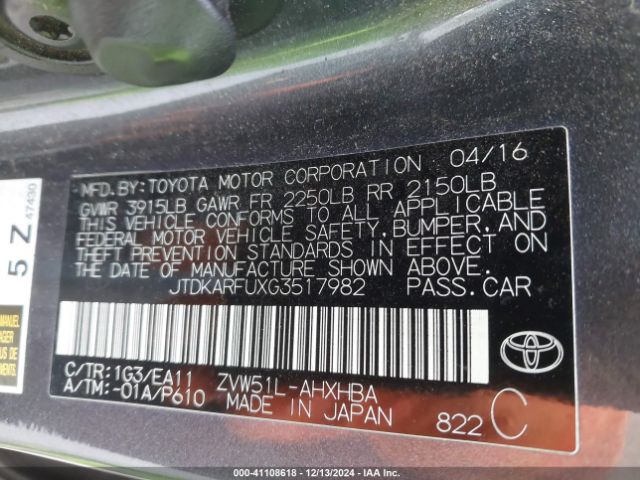 MFD. BY: TOYOTA MOTOR CORPORATION 04/16
GVWR 3915LB GAWR FR 2250LB RR 2150LB
THIS VEHICLE CONFORMS TO ALL APPLICABLE
FEDERAL MOTOR VEHICLE SAFETY, BUMPER, AND
THEFT PREVENTION STANDARDS IN EFFECT ON
THE DATE OF MANUFACTURE SHOWN ABOVE.
JTDKARFUXG3517982 PASS. CAR
C/TR: 1G3/EA11 ZVW51L-AHXHBA
A/TM: -01A/P610 MADE IN JAPAN
822 C
5 Z
47430
MANUEL
000-41108618 - 12/13/2024 - IAA Inc.